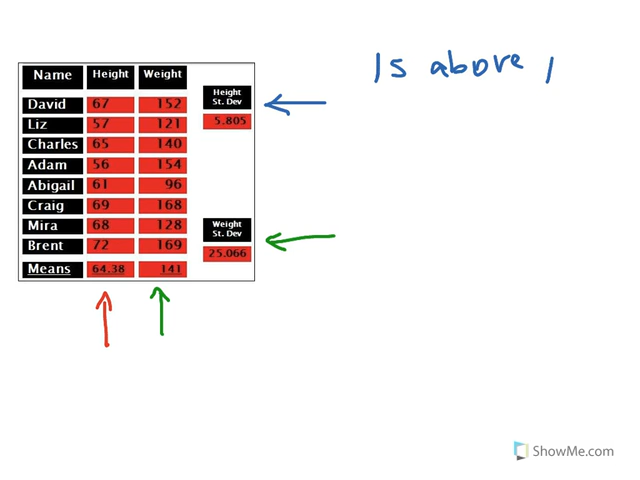 Is above
Name Height Weight
Height St. Dev
David 67 152
5.805
Liz 57 121
Charles 65 140
Adam 56 154
Abigail 61 96
Craig 69 168
Mira 68 128
Weight St. Dev
Brent 72 169
25.066
Means 64.38 141
ShowMe.com